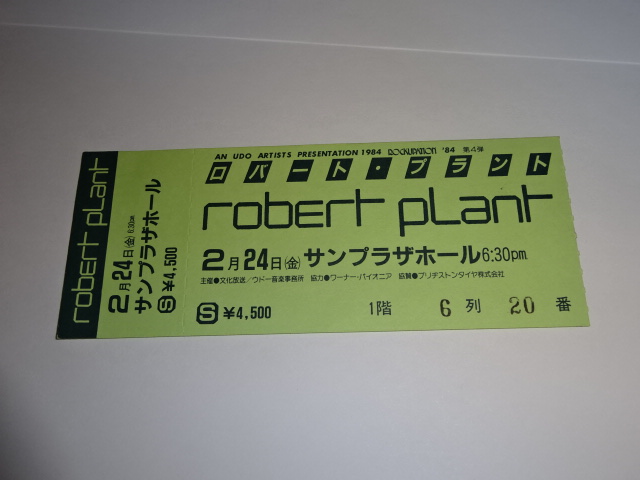 robert plant
2月24日(金)6:30pm
サンプラザホール
Ⓢ¥4,500
AN UDO ARTISTS PRESENTATION 1984 ROCKUPATION '84 第4弾
ロバート・プラント
robert plant
2月24日(金)サンプラザホール6:30pm
主催●文化放送/ウドー音楽事務所 協力●ワーナー・パイオニア 協賛●ブリヂストンタイヤ株式会社
Ⓢ ¥4,500 1階 6 列 20 番